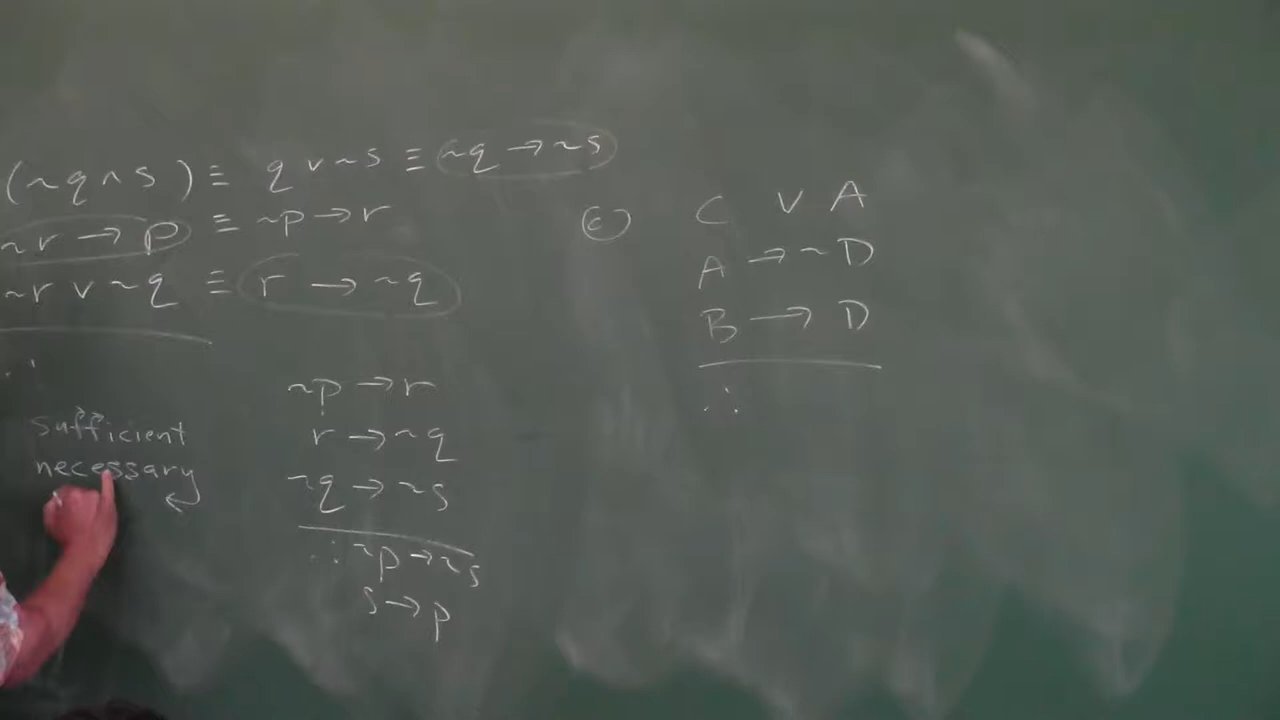 (~q∧s) ≡ q ∨ ~s ≡ ~q → ~s
~r → p ≡ ~p → r
~r ∨ ~q ≡ r → ~q
∴
sufficient
necessary
~p → r
r → ~q
~q → ~s
∴ ~p → ~s
s → p
C ∨ A
A → ~D
B → D
∴